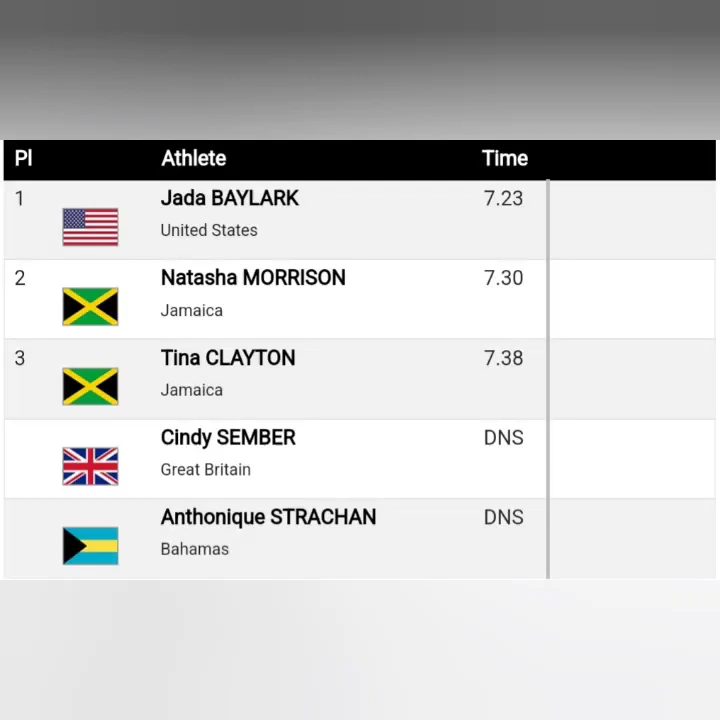 Pl Athlete Time
1 Jada BAYLARK 7.23
United States
2 Natasha MORRISON 7.30
Jamaica
3 Tina CLAYTON 7.38
Jamaica
Cindy SEMBER DNS
Great Britain
Anthonique STRACHAN DNS
Bahamas